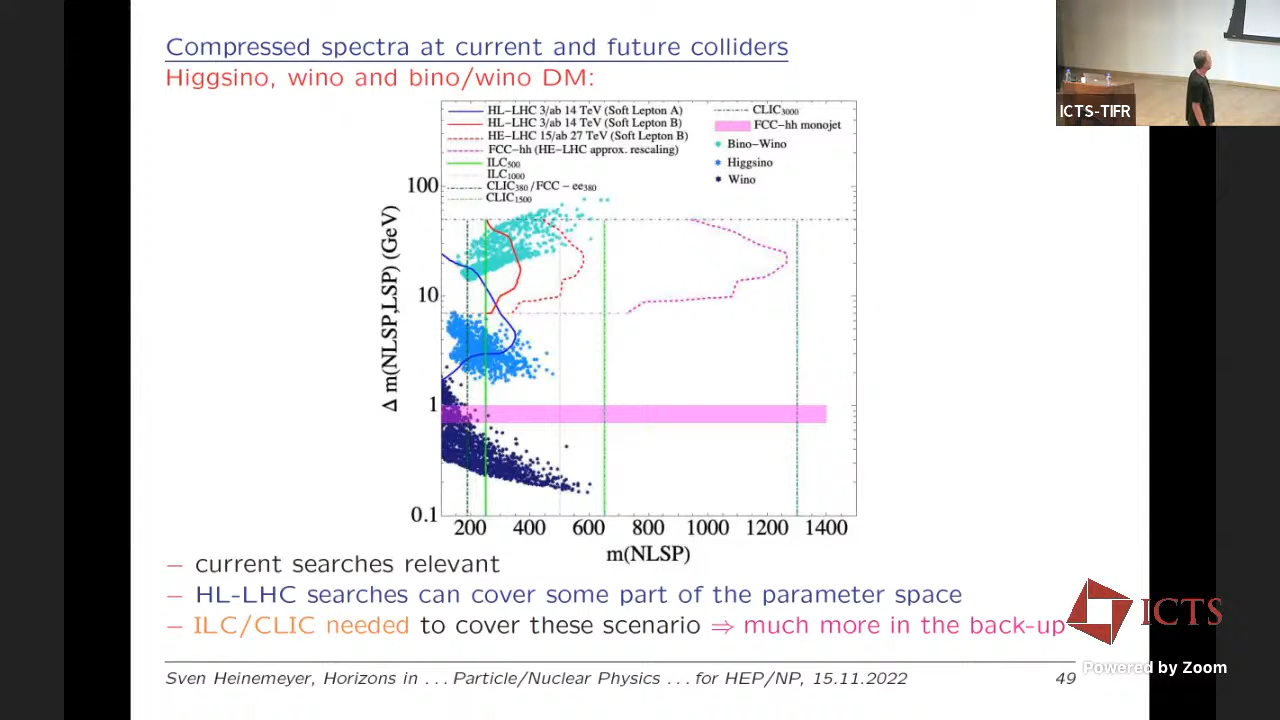 Compressed spectra at current and future colliders
Higgsino, wino and bino/wino DM:
HL-LHC 3/ab 14 TeV (Soft Lepton A)
HL-LHC 3/ab 14 TeV (Soft Lepton B)
HE-LHC 15/ab 27 TeV (Soft Lepton B)
FCC-hh (HE-LHC approx. rescaling)
ILC500
ILC1000
CLIC380/FCC-ee380
CLIC1500
CLIC3000
FCC-hh monojet
Bino-Wino
Higgsino
Wino
Δ m(NLSP,LSP) (GeV)
100
10
1
0.1
200 400 600 800 1000 1200 1400
m(NLSP)
– current searches relevant
– HL-LHC searches can cover some part of the parameter space
– ILC/CLIC needed to cover these scenario ⇒ much more in the back-up
Sven Heinemeyer, Horizons in ... Particle/Nuclear Physics ... for HEP/NP, 15.11.2022 49
ICTS-TIFR
ICTS
Powered by Zoom